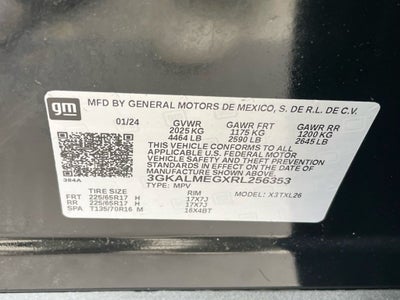 gm
MFD BY GENERAL MOTORS DE MEXICO, S. DE R.L. DE C.V.
01/24 GVWR GAWR FRT GAWR RR
2025 KG 1175 KG 1200 KG
4464 LB 2590 LB 2645 LB
THIS VEHICLE CONFORMS TO ALL
APPLICABLE U.S. FEDERAL MOTOR
VEHICLE SAFETY STANDARDS IN
EFFECT ON THE DATE OF
MANUFACTURE SHOWN ABOVE.
3GKALMEGXRL256353
TYPE: MPV MODEL: X3TXL26
384A
TIRE SIZE RIM
FRT 225/65R17 H 17X7J
RR 225/65R17 H 17X7J
SPA T135/70R16 M 16X4BT